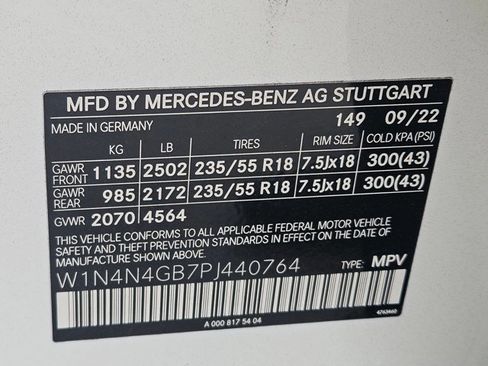 MFD BY MERCEDES-BENZ AG STUTTGART
MADE IN GERMANY 149 09/22
KG LB TIRES RIM SIZE COLD KPA (PSI)
GAWR FRONT 1135 2502 235/55 R18 7.5Jx18 300(43)
GAWR REAR 985 2172 235/55 R18 7.5Jx18 300(43)
GVWR 2070 4564
THIS VEHICLE CONFORMS TO ALL APPLICABLE FEDERAL MOTOR VEHICLE
SAFETY AND THEFT PREVENTION STANDARDS IN EFFECT ON THE DATE OF
MANUFACTURE SHOWN ABOVE.
W1N4N4GB7PJ440764 TYPE: MPV
A 000 817 54 04